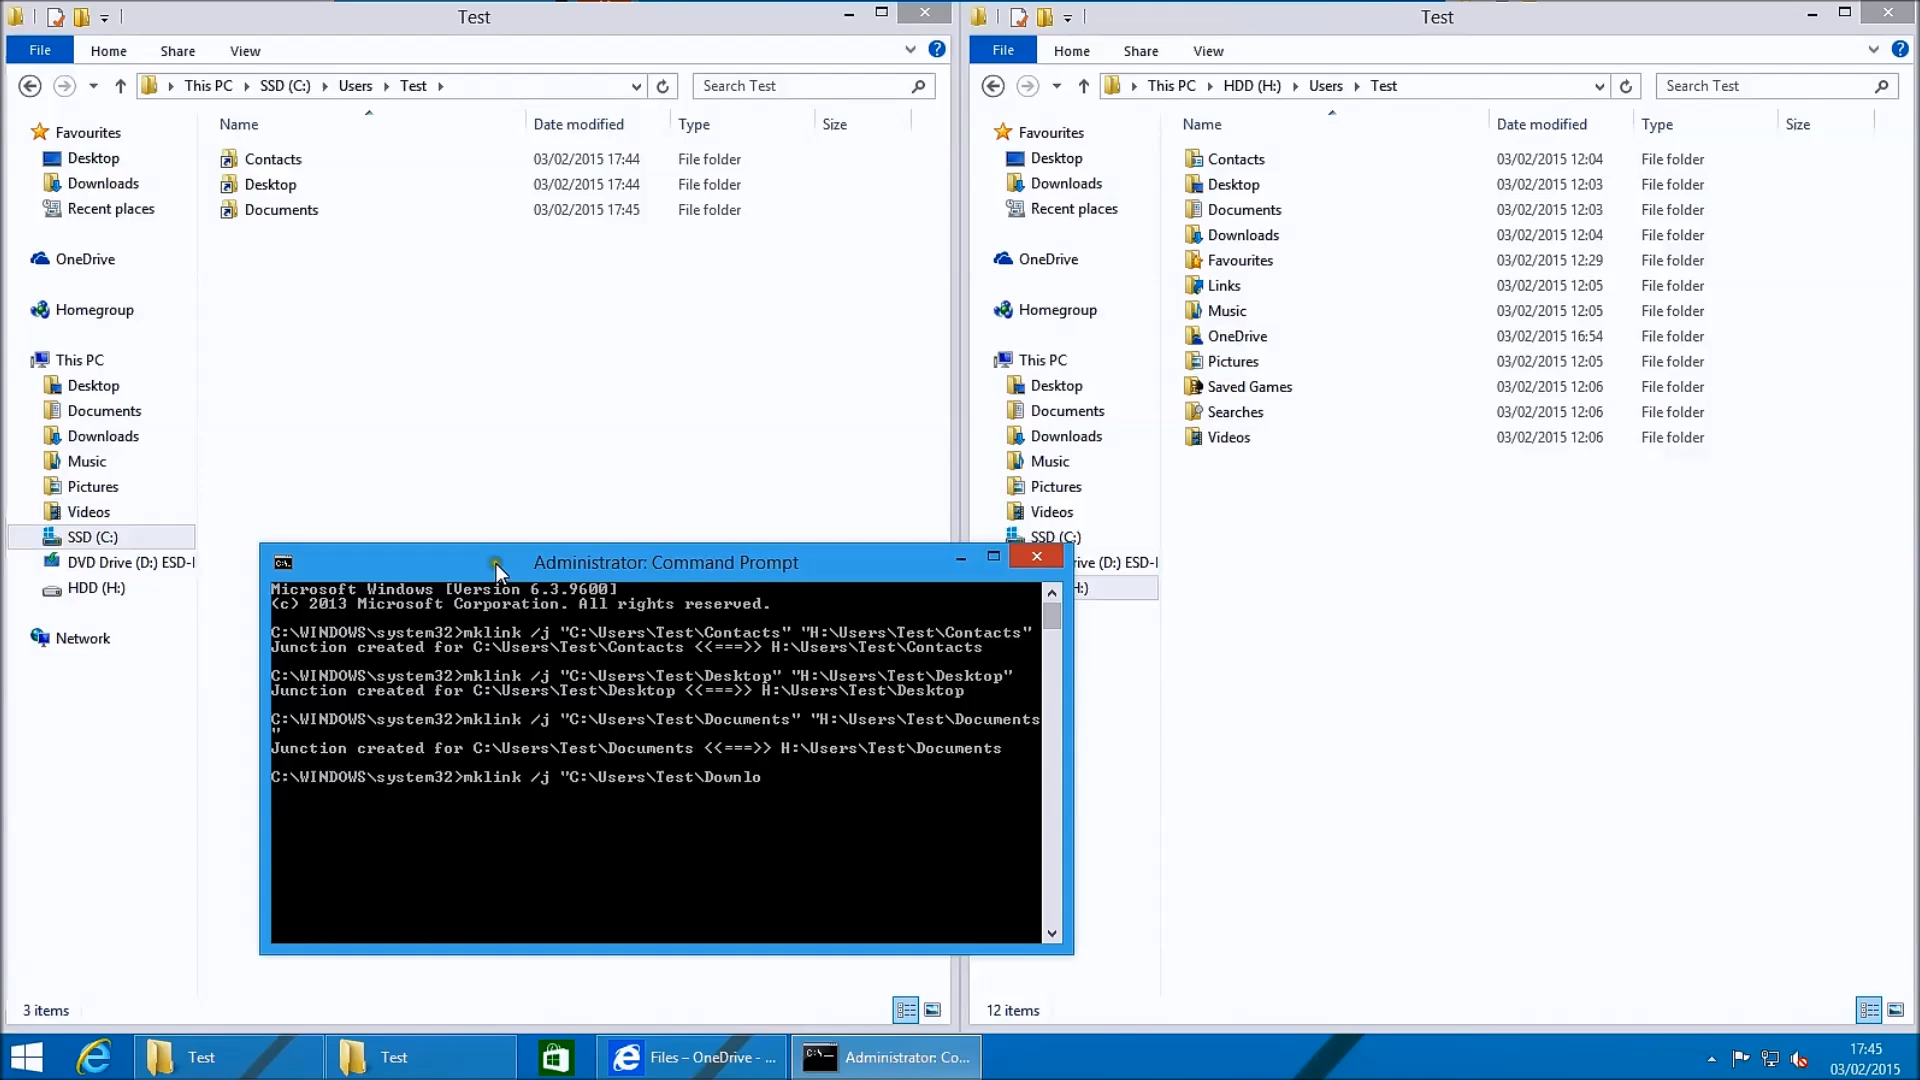 Test
File
Home
Share
View
This PC
SSD (C:)
Users
Test
Search Test
Name
Date modified
Type
Size
Favourites
Desktop
Downloads
Recent places
OneDrive
Homegroup
This PC
Desktop
Documents
Downloads
Music
Pictures
Videos
SSD (C:)
DVD Drive (D:) ESD-I
HDD (H:)
Network
Contacts 03/02/2015 17:44 File folder
Desktop 03/02/2015 17:44 File folder
Documents 03/02/2015 17:45 File folder
3 items
Test
File
Home
Share
View
This PC
HDD (H:)
Users
Test
Search Test
Name
Date modified
Type
Size
Favourites
Desktop
Downloads
Recent places
OneDrive
Homegroup
This PC
Desktop
Documents
Downloads
Music
Pictures
Videos
SSD (C:)
rive (D:) ESD-I
H:)
Contacts 03/02/2015 12:04 File folder
Desktop 03/02/2015 12:03 File folder
Documents 03/02/2015 12:03 File folder
Downloads 03/02/2015 12:04 File folder
Favourites 03/02/2015 12:29 File folder
Links 03/02/2015 12:05 File folder
Music 03/02/2015 12:05 File folder
OneDrive 03/02/2015 16:54 File folder
Pictures 03/02/2015 12:05 File folder
Saved Games 03/02/2015 12:06 File folder
Searches 03/02/2015 12:06 File folder
Videos 03/02/2015 12:06 File folder
12 items
Administrator: Command Prompt
Microsoft Windows [Version 6.3.9600]
(c) 2013 Microsoft Corporation. All rights reserved.
C:\WINDOWS\system32>mklink /j "C:\Users\Test\Contacts" "H:\Users\Test\Contacts"
Junction created for C:\Users\Test\Contacts <<===>> H:\Users\Test\Contacts
C:\WINDOWS\system32>mklink /j "C:\Users\Test\Desktop" "H:\Users\Test\Desktop"
Junction created for C:\Users\Test\Desktop <<===>> H:\Users\Test\Desktop
C:\WINDOWS\system32>mklink /j "C:\Users\Test\Documents" "H:\Users\Test\Documents
"
Junction created for C:\Users\Test\Documents <<===>> H:\Users\Test\Documents
C:\WINDOWS\system32>mklink /j "C:\Users\Test\Downlo
Test
Test
Files – OneDrive - ...
Administrator: Co...
17:45
03/02/2015